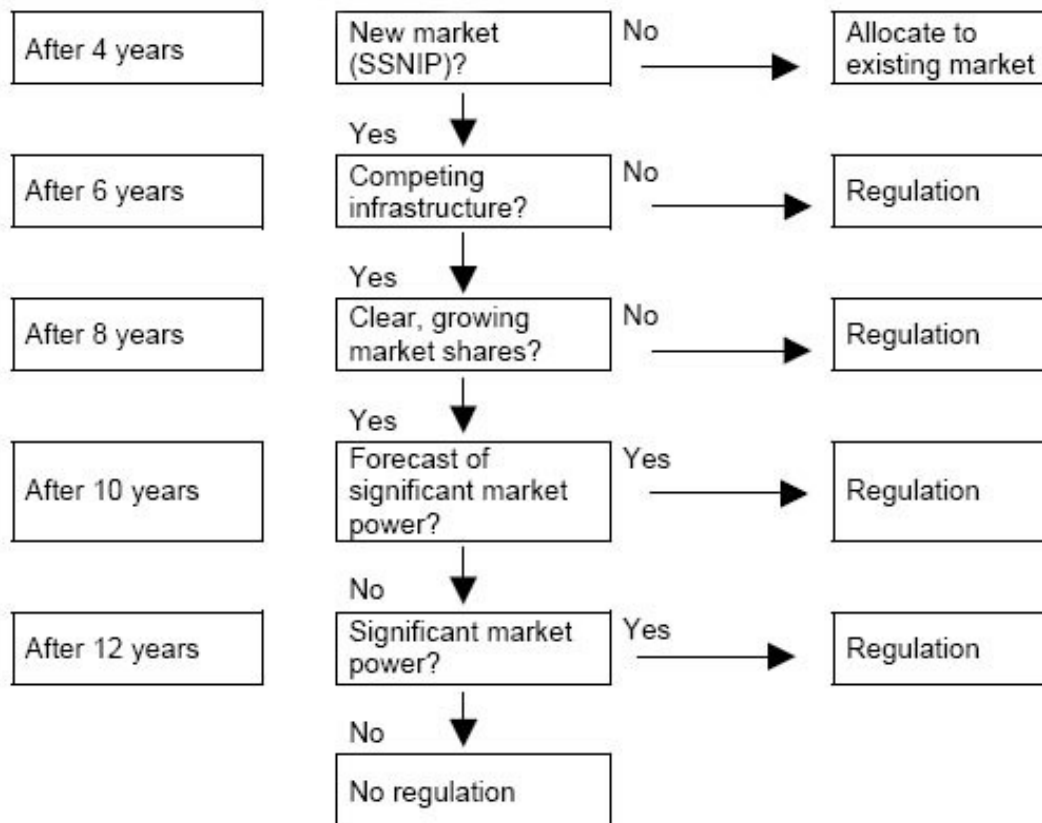 After 4 years
New market
(SSNIP)?
No
Allocate to
existing market
Yes
After 6 years
Competing
infrastructure?
No
Regulation
Yes
After 8 years
Clear, growing
market shares?
No
Regulation
Yes
After 10 years
Forecast of
significant market
power?
Yes
Regulation
No
After 12 years
Significant market
power?
Yes
Regulation
No
No regulation